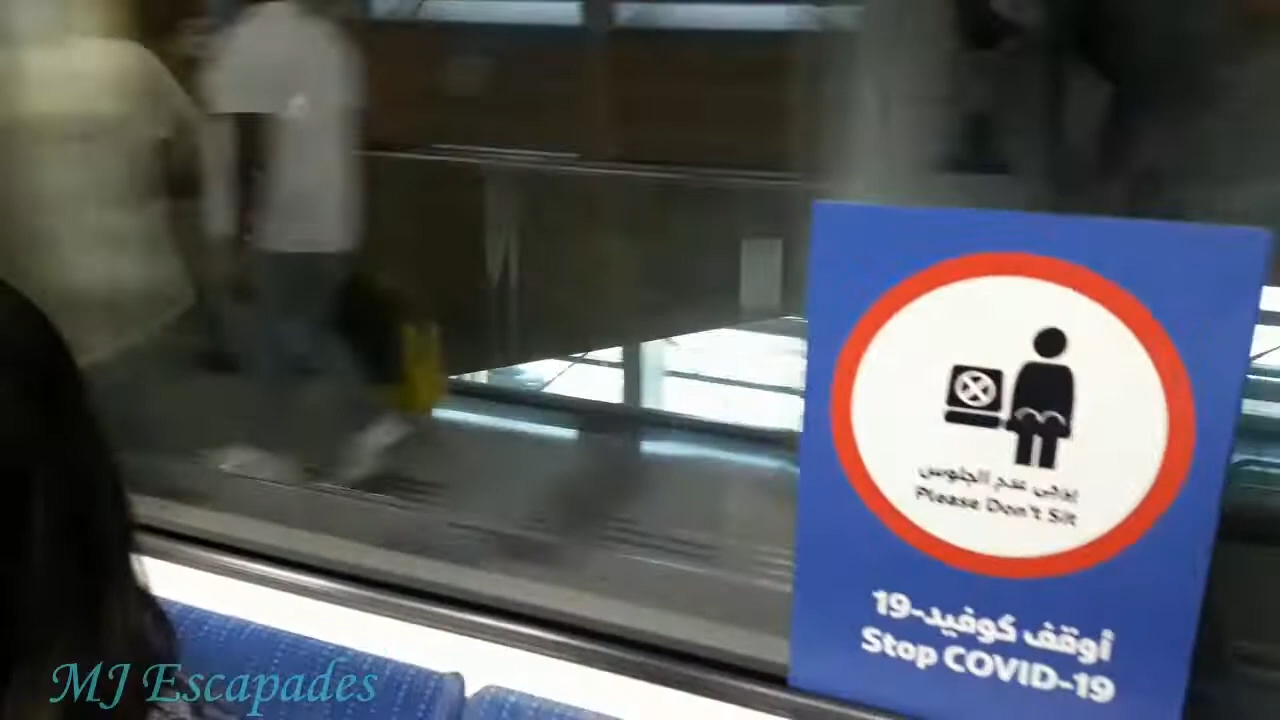 الرجاء عدم الجلوس
Please Don't Sit
أوقف كوفيد-19
Stop COVID-19
MJ Escapades